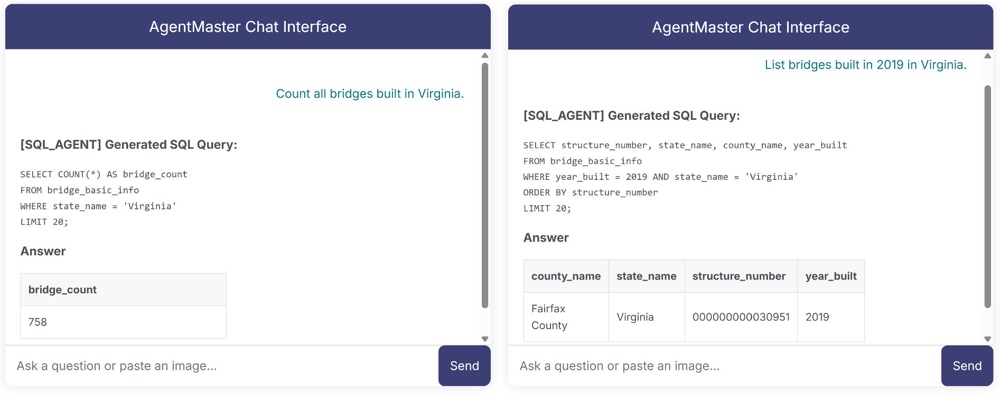 AgentMaster Chat Interface
Count all bridges built in Virginia.
[SQL_AGENT] Generated SQL Query:
SELECT COUNT(*) AS bridge_count
FROM bridge_basic_info
WHERE state_name = 'Virginia'
LIMIT 20;
Answer
bridge_count
758
Ask a question or paste an image...
Send
AgentMaster Chat Interface
List bridges built in 2019 in Virginia.
[SQL_AGENT] Generated SQL Query:
SELECT structure_number, state_name, county_name, year_built
FROM bridge_basic_info
WHERE year_built = 2019 AND state_name = 'Virginia'
ORDER BY structure_number
LIMIT 20;
Answer
county_name state_name structure_number year_built
Fairfax
County Virginia 000000000030951 2019
Ask a question or paste an image...
Send